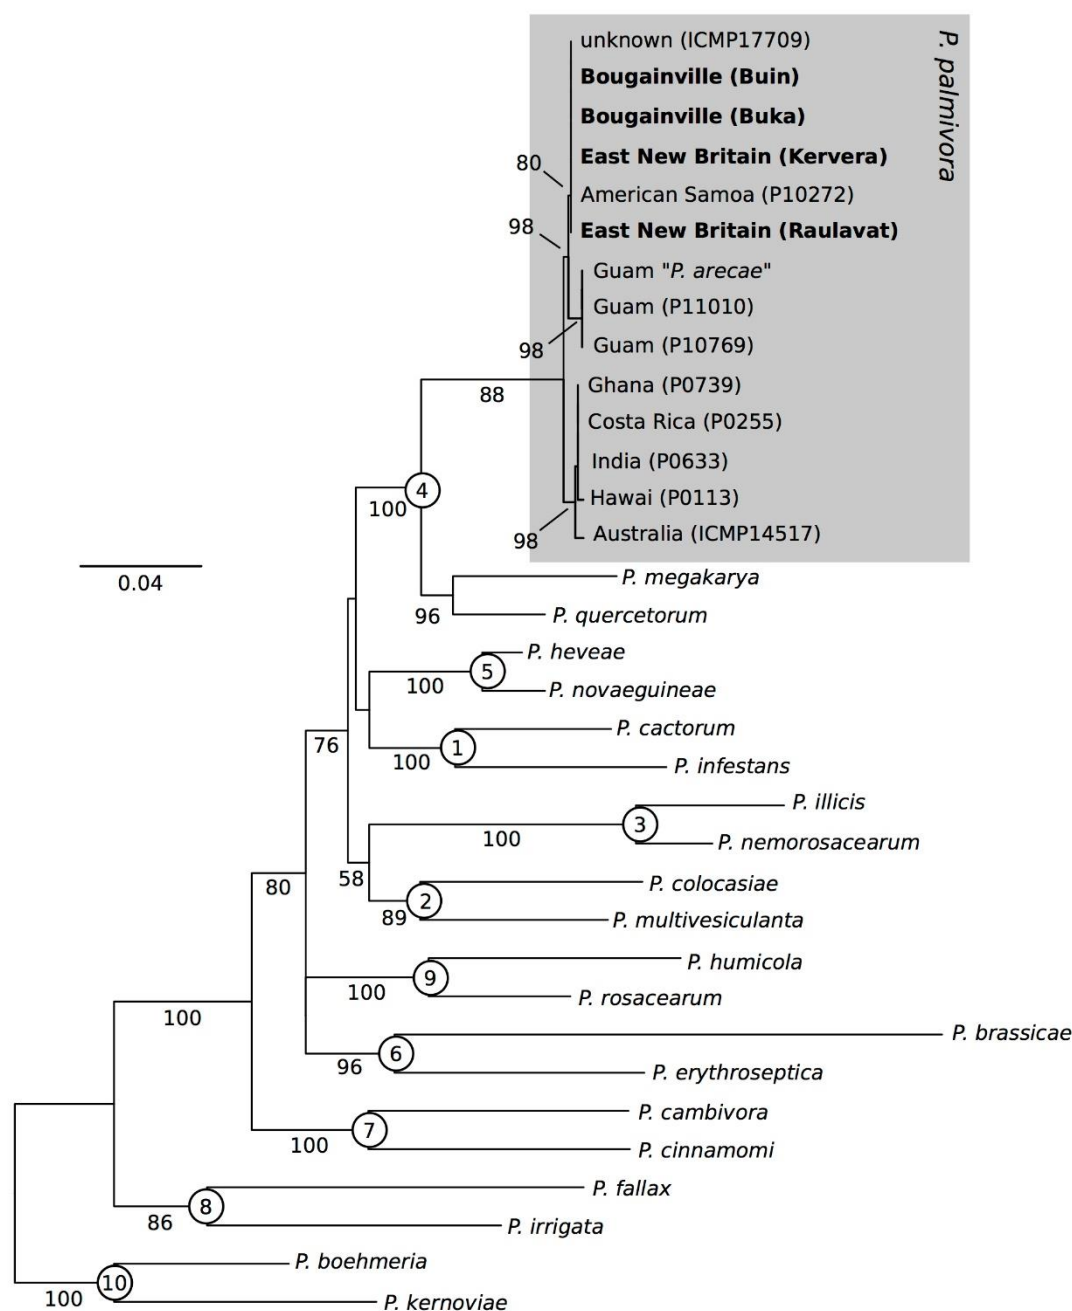 P. palmivora
unknown (ICMP17709)
Bougainville (Buin)
Bougainville (Buka)
East New Britain (Kervera)
80
American Samoa (P10272)
98
East New Britain (Raulavat)
Guam "P. arecae"
Guam (P11010)
98
Guam (P10769)
Ghana (P0739)
88
Costa Rica (P0255)
India (P0633)
4
100
Hawai (P0113)
98
Australia (ICMP14517)
0.04
P. megakarya
96
P. quercetorum
P. heveae
5
100
P. novaeguineae
P. cactorum
76
1
100
P. infestans
P. illicis
3
100
P. nemorosacearum
58
80
P. colocasiae
2
89
P. multivesiculanta
P. humicola
9
100
P. rosacearum
100
P. brassicae
6
96
P. erythroseptica
P. cambivora
7
100
P. cinnamomi
P. fallax
8
86
P. irrigata
P. boehmeria
10
100
P. kernoviae